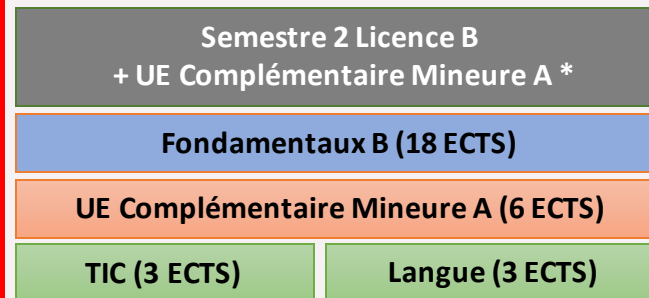 Semestre 2 Licence B
+ UE Complémentaire Mineure A *
Fondamentaux B (18 ECTS)
UE Complémentaire Mineure A (6 ECTS)
TIC (3 ECTS)
Langue (3 ECTS)